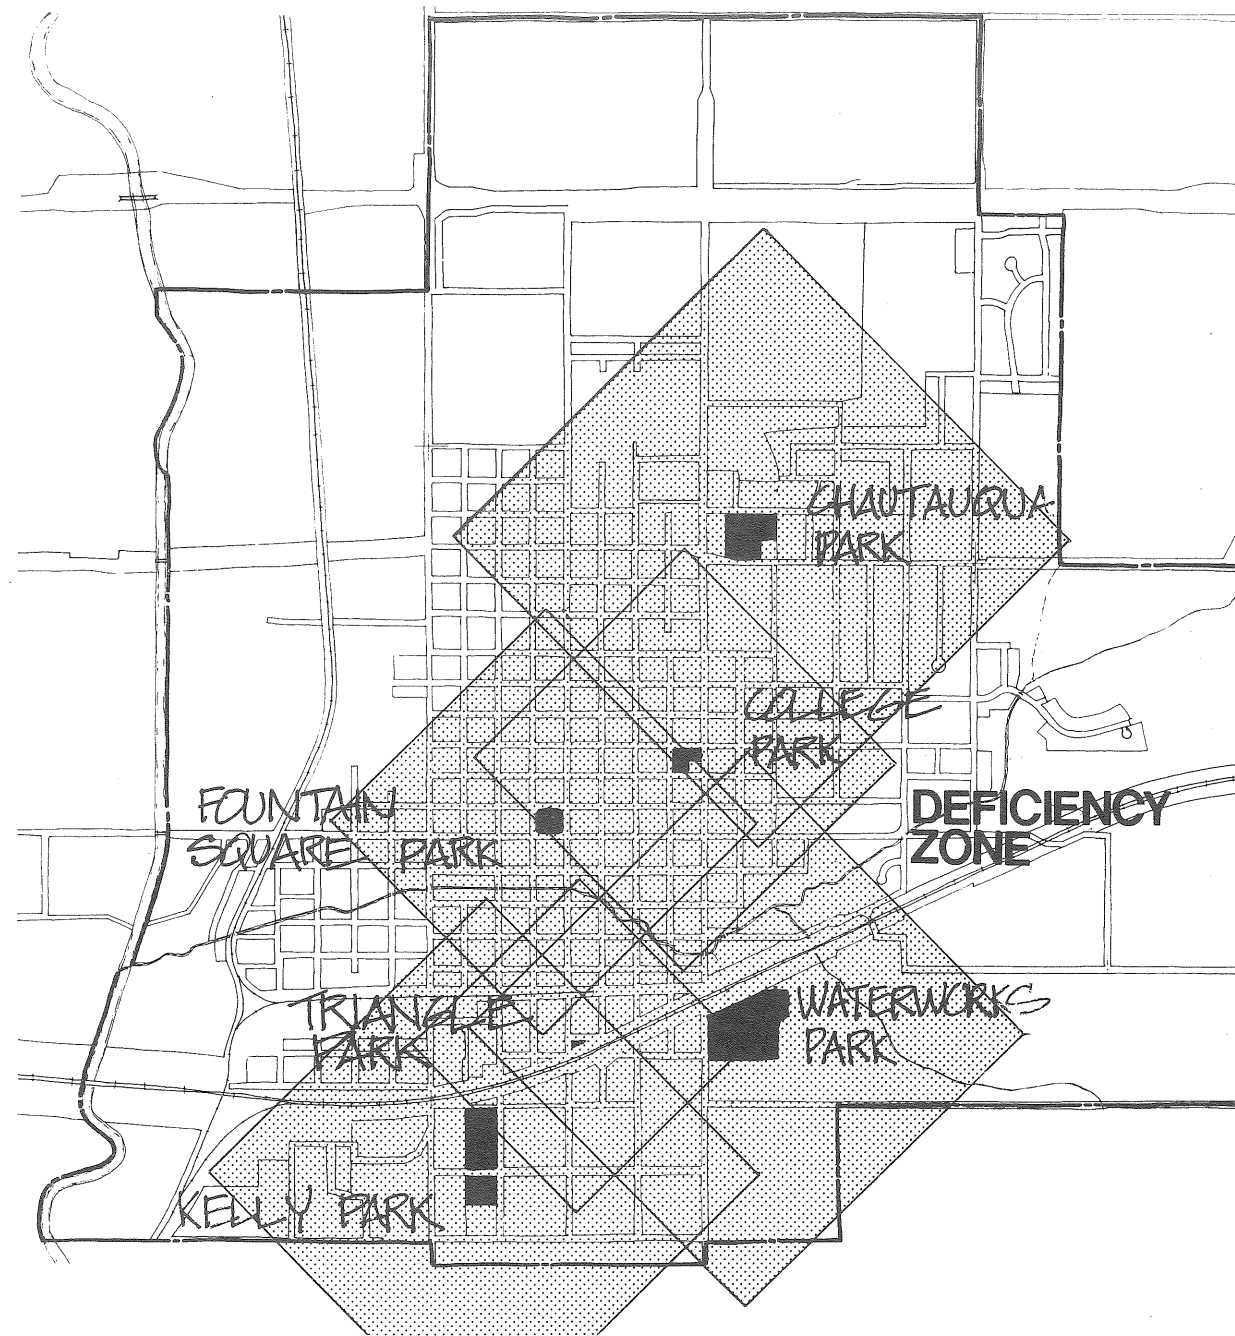 CHAUTAUQUA
PARK
COLLEGE
PARK
FOUNTAIN
SQUARE PARK
DEFICIENCY
ZONE
TRIANGLE
PARK
WATERWORKS
PARK
KELLY PARK